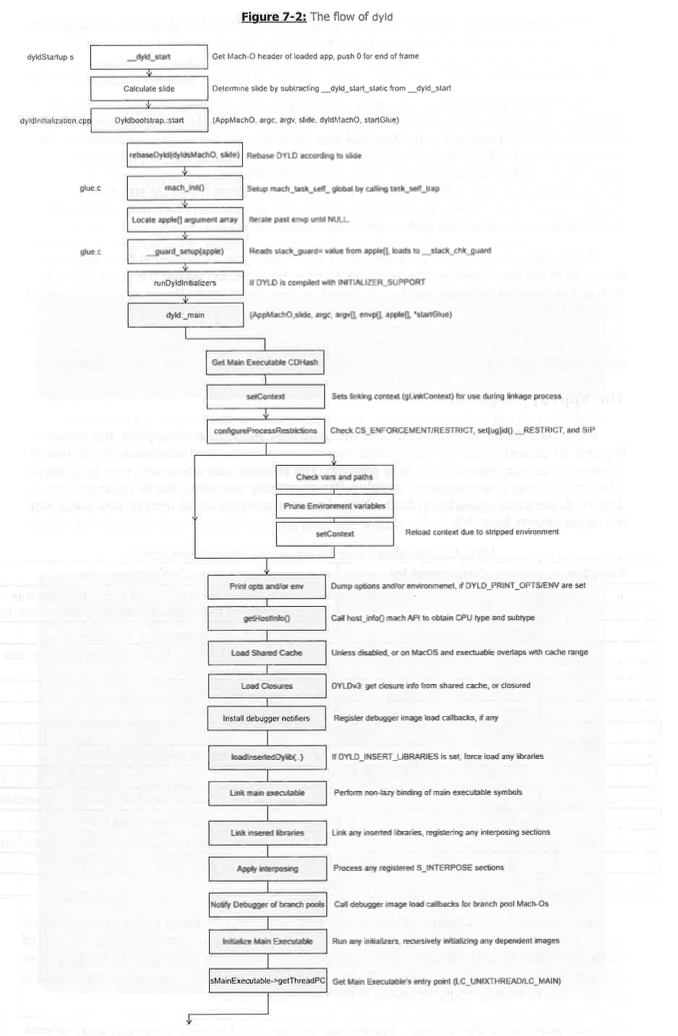 Figure 7-2: The flow of dyld
dyldStartup s __dyld_start Get Mach-O header of loaded app, push 0 for end of frame
Calculate slide Determine slide by subtracting __dyld_start_static from __dyld_start
dyldInitialization.cpp Dyldbootstrap::start (AppMachO, argc, argv, slide, dyldMachO, startGlue)
rebaseDyld(dyldsMachO, slide) Rebase DYLD according to slide
glue.c mach_init() Setup mach_task_self_ global by calling task_self_trap
Locate apple[] argument array Iterate past envp until NULL.
glue.c __guard_setup(apple) Reads stack_guard= value from apple[], loads to __stack_chk_guard
runDyldInitializers If DYLD is compiled with INITIALIZER_SUPPORT
dyld::_main (AppMachO,slide, argc, argv[], envp[], apple[], *startGlue)
Get Main Executable CDHash
setContext Sets linking context (gLinkContext) for use during linkage process
configureProcessRestrictions Check CS_ENFORCEMENT/RESTRICT, set[ug]id() __RESTRICT, and SIP
Check vars and paths
Prune Environment variables
setContext Reload context due to stripped environment
Print opts and/or env Dump options and/or environmenet, if DYLD_PRINT_OPTS/ENV are set
getHostInfo() Call host_info() mach API to obtain CPU type and subtype
Load Shared Cache Unless disabled, or on MacOS and exectuable overlaps with cache range
Load Closures DYLDv3: get closure info from shared cache, or closured
Install debugger notifiers Register debugger image load callbacks, if any
loadInsertedDylib(..) If DYLD_INSERT_LIBRARIES is set, force load any libraries
Link main executable Perform non-lazy binding of main executable symbols
Link insered libraries Link any inserted libraries, registering any interposing sections
Apply interposing Process any registered S_INTERPOSE sections
Notify Debugger of branch pools Call debugger image load callbacks for branch pool Mach-Os
Initialize Main Executable Run any initializers, recursively initializing any dependent images
sMainExecutable->getThreadPC Get Main Executable's entry point (LC_UNIXTHREAD/LC_MAIN)